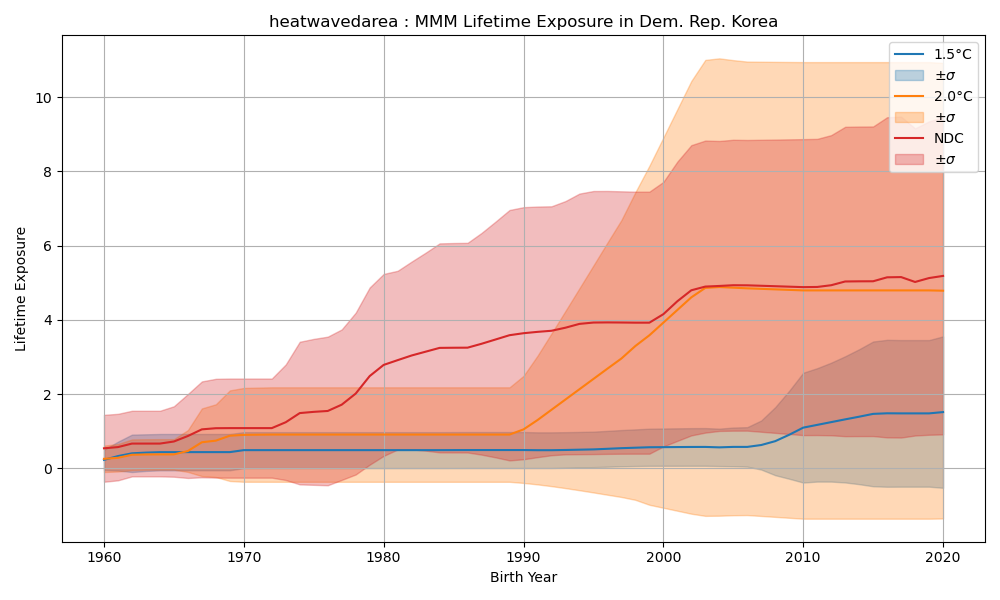 heatwavedarea : MMM Lifetime Exposure in Dem. Rep. Korea
1.5°C
±σ
2.0°C
±σ
NDC
±σ
Lifetime Exposure
10
8
6
4
2
0
1960
1970
1980
1990
2000
2010
2020
Birth Year